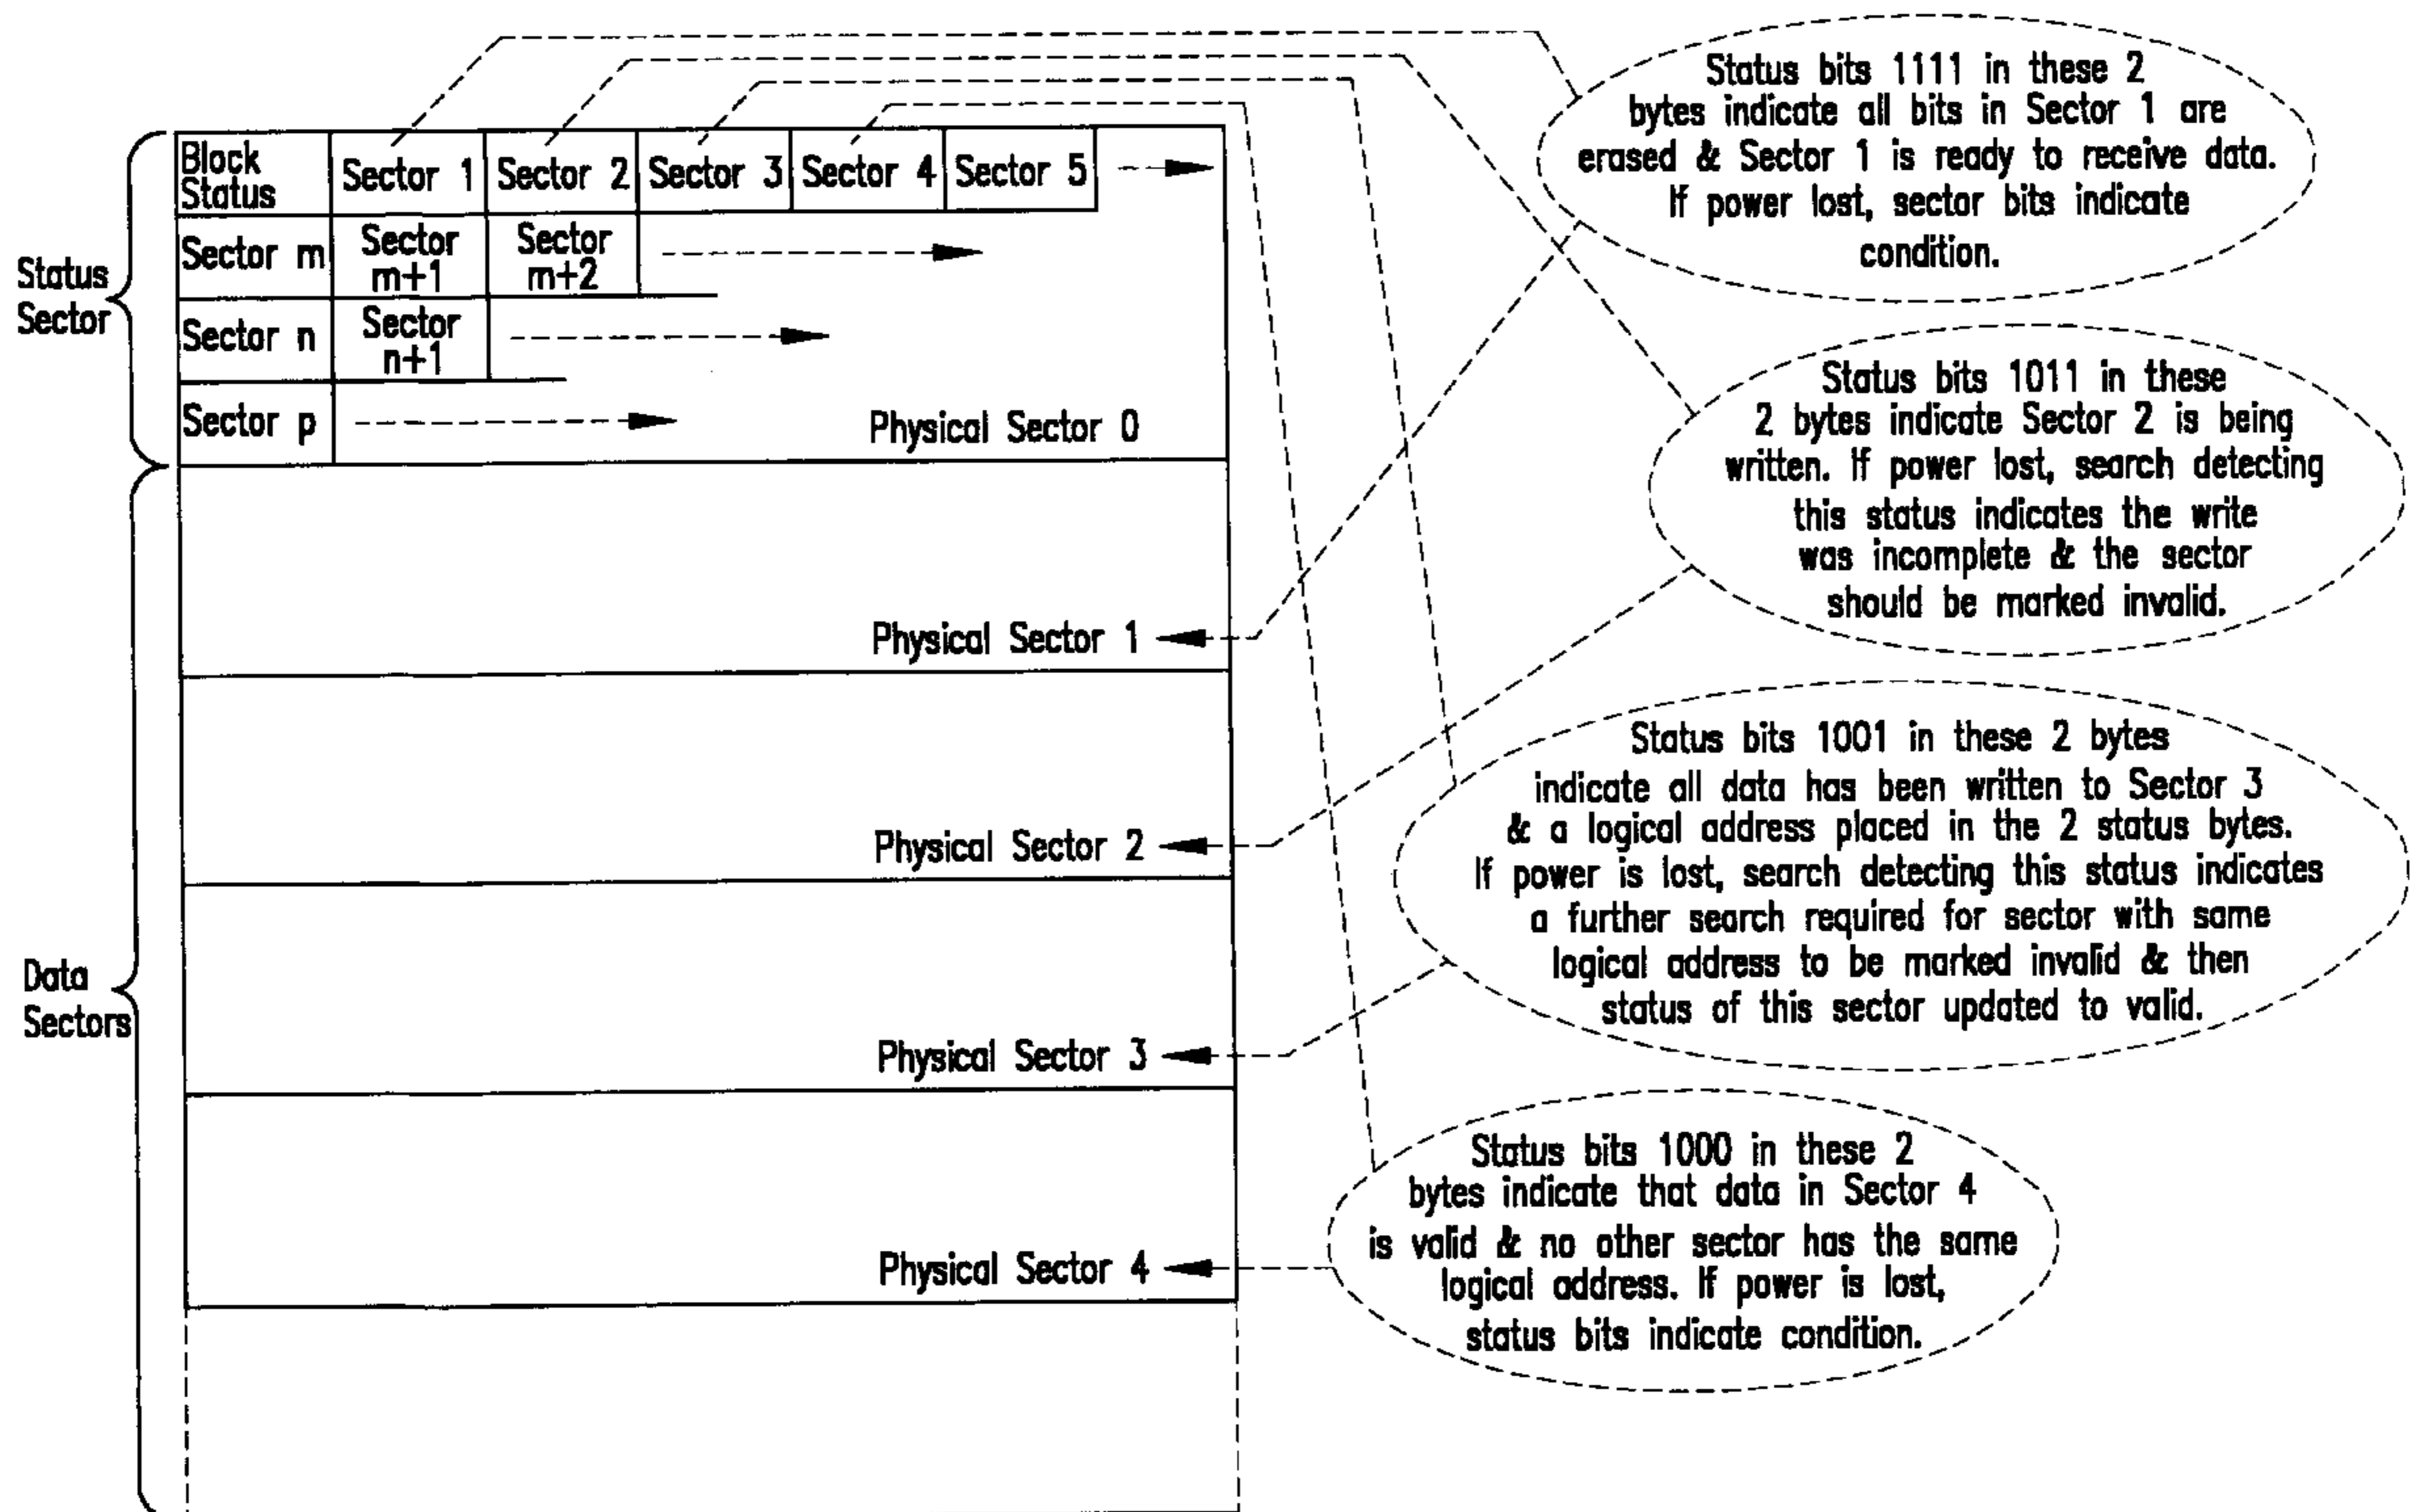 Status bits 1111 in these 2
bytes indicate all bits in Sector 1 are
erased & Sector 1 is ready to receive data.
If power lost, sector bits indicate
condition.
Block
Status
Sector 1
Sector 2
Sector 3
Sector 4
Sector 5
Sector m
Sector
m+1
Sector
m+2
Status
Sector
Sector n
Sector
n+1
Sector p
Physical Sector 0
Status bits 1011 in these
2 bytes indicate Sector 2 is being
written. If power lost, search detecting
this status indicates the write
was incomplete & the sector
should be marked invalid.
Physical Sector 1
Status bits 1001 in these 2 bytes
indicate all data has been written to Sector 3
& a logical address placed in the 2 status bytes.
If power is lost, search detecting this status indicates
a further search required for sector with same
logical address to be marked invalid & then
status of this sector updated to valid.
Physical Sector 2
Data
Sectors
Physical Sector 3
Status bits 1000 in these 2
bytes indicate that data in Sector 4
is valid & no other sector has the same
logical address. If power is lost,
status bits indicate condition.
Physical Sector 4